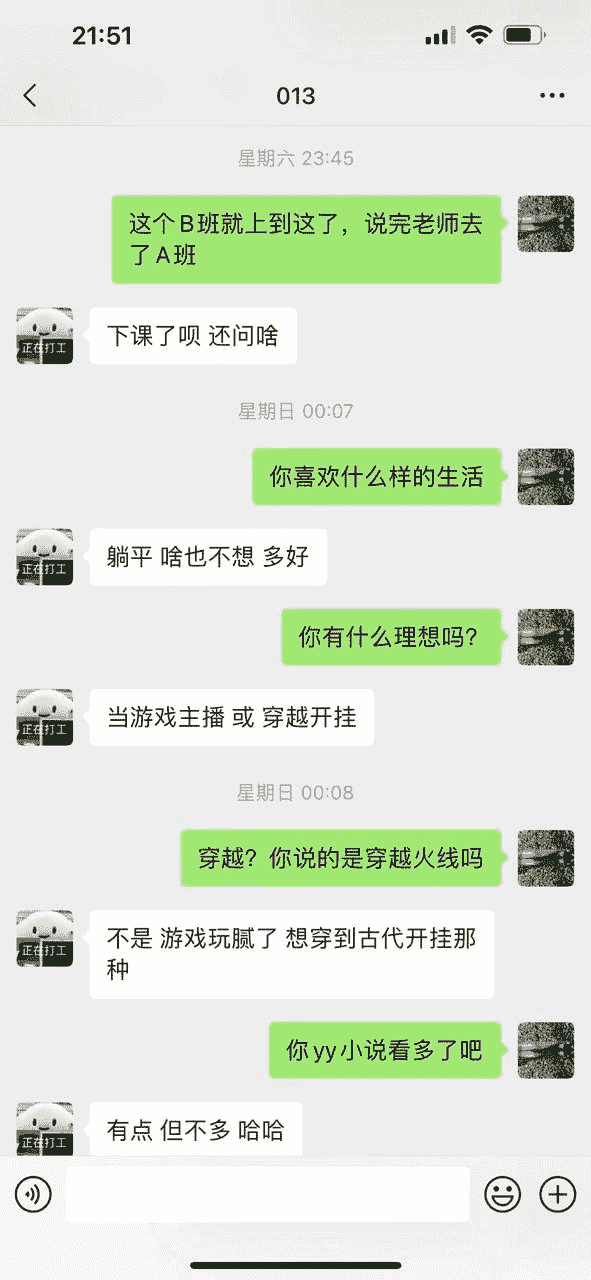 21:51
013
星期六 23:45
这个B班就上到这了，说完老师去
了A班
正在打工
下课了呗 还问啥
星期日 00:07
你喜欢什么样的生活
正在打工
躺平 啥也不想 多好
你有什么理想吗？
正在打工
当游戏主播 或 穿越开挂
星期日 00:08
穿越？你说的是穿越火线吗
正在打工
不是 游戏玩腻了 想穿到古代开挂那
种
你yy小说看多了吧
正在打工
有点 但不多 哈哈